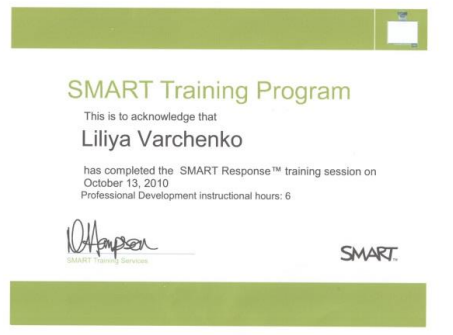 SMART Training Program
This is to acknowledge that
Liliya Varchenko
has completed the SMART Response™ training session on
October 13, 2010
Professional Development instructional hours: 6
SMART Training Services
SMART™